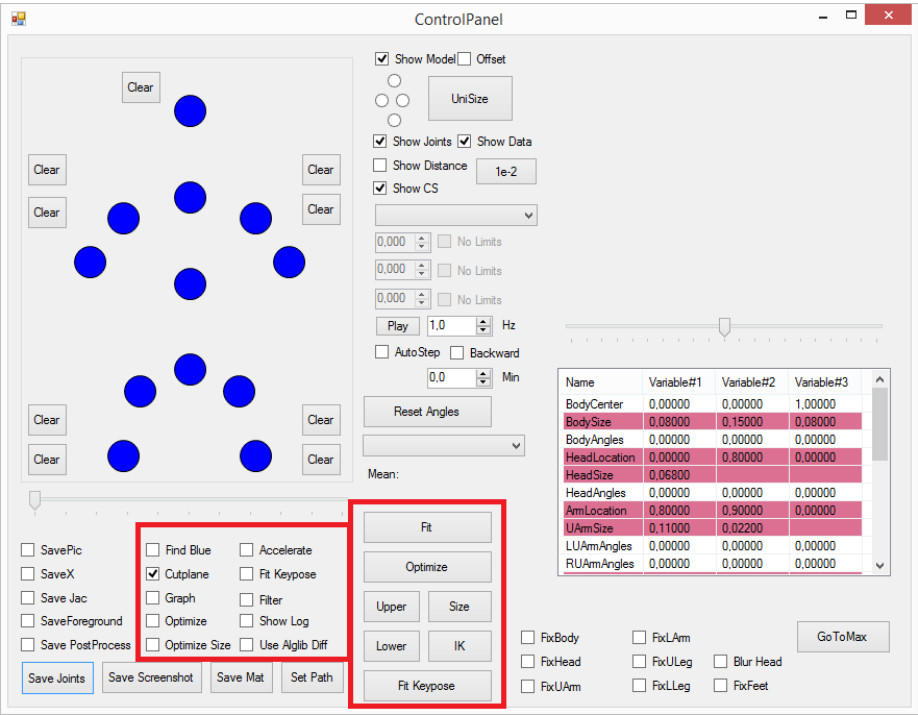 ControlPanel
Show Model Offset
Clear
UniSize
Show Joints Show Data
Clear Clear
Show Distance 1e-2
Show CS
Clear Clear
0,000 No Limits
0,000 No Limits
0,000 No Limits
Play 1,0 Hz
AutoStep Backward
0,0 Min
Reset Angles
Clear Clear
Clear Clear
Mean:
Name Variable#1 Variable#2 Variable#3
BodyCenter 0,00000 0,00000 1,00000
BodySize 0,08000 0,15000 0,08000
BodyAngles 0,00000 0,00000 0,00000
HeadLocation 0,00000 0,80000 0,00000
HeadSize 0,06800
HeadAngles 0,00000 0,00000 0,00000
ArmLocation 0,80000 0,90000 0,00000
UArmSize 0,11000 0,02200
LUArmAngles 0,00000 0,00000 0,00000
RUArmAngles 0,00000 0,00000 0,00000
SavePic Find Blue Accelerate
SaveX Cutplane Fit Keypose
Save Jac Graph Filter
SaveForeground Optimize Show Log
Save PostProcess Optimize Size Use Alglib Diff
Save Joints Save Screenshot Save Mat Set Path
Fit
Optimize
Upper Size
Lower IK
Fit Keypose
FixBody FixLArm GoToMax
FixHead FixULeg Blur Head
FixUArm FixLLeg FixFeet